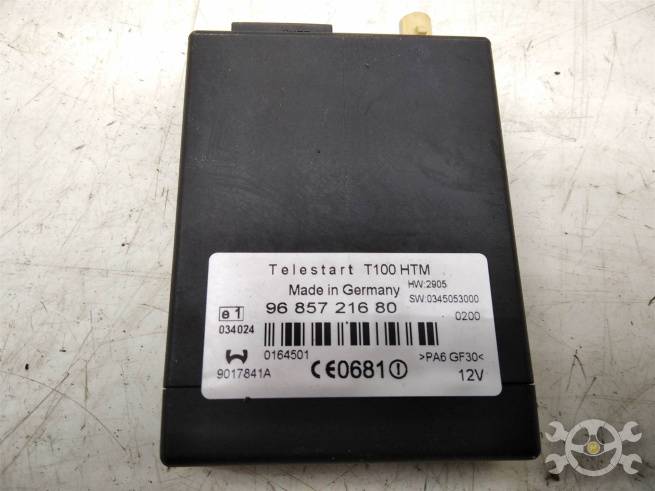 Telestart T100 HTM
Made in Germany HW:2905
96 857 216 80 SW:0345053000
e1 0200
034024
0164501 >PA6 GF30<
9017841A CE0681 12V